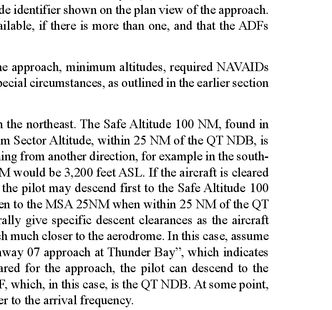 de identifier shown on the plan view of the approach.
ailable, if there is more than one, and that the ADFs
he approach, minimum altitudes, required NAVAIDs
pecial circumstances, as outlined in the earlier section
n the northeast. The Safe Altitude 100 NM, found in
m Sector Altitude, within 25 NM of the QT NDB, is
ing from another direction, for example in the south-
M would be 3,200 feet ASL. If the aircraft is cleared
the pilot may descend first to the Safe Altitude 100
en to the MSA 25NM when within 25 NM of the QT
rally give specific descent clearances as the aircraft
h much closer to the aerodrome. In this case, assume
nway 07 approach at Thunder Bay”, which indicates
ared for the approach, the pilot can descend to the
F, which, in this case, is the QT NDB. At some point,
er to the arrival frequency.